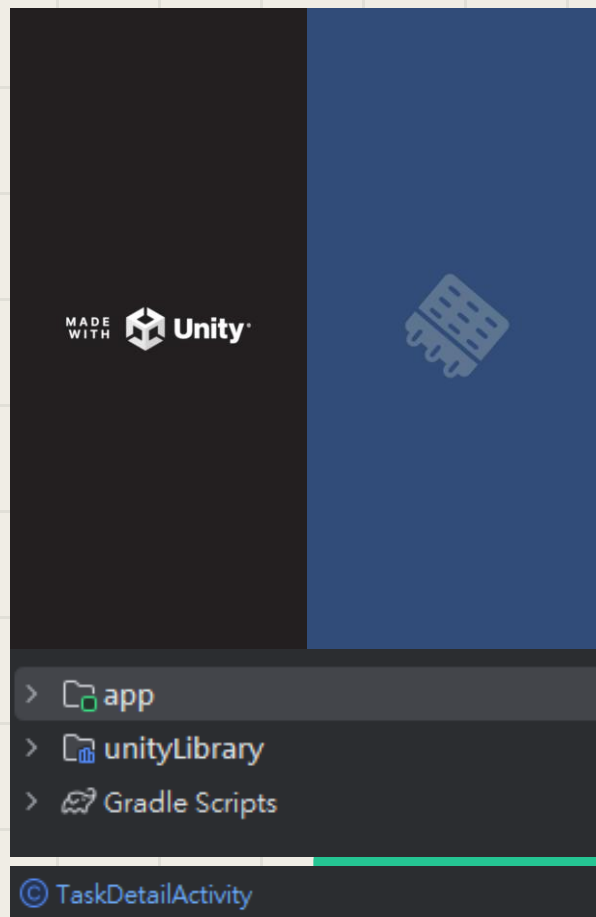 MADE
WITH Unity
app
unityLibrary
Gradle Scripts
TaskDetailActivity